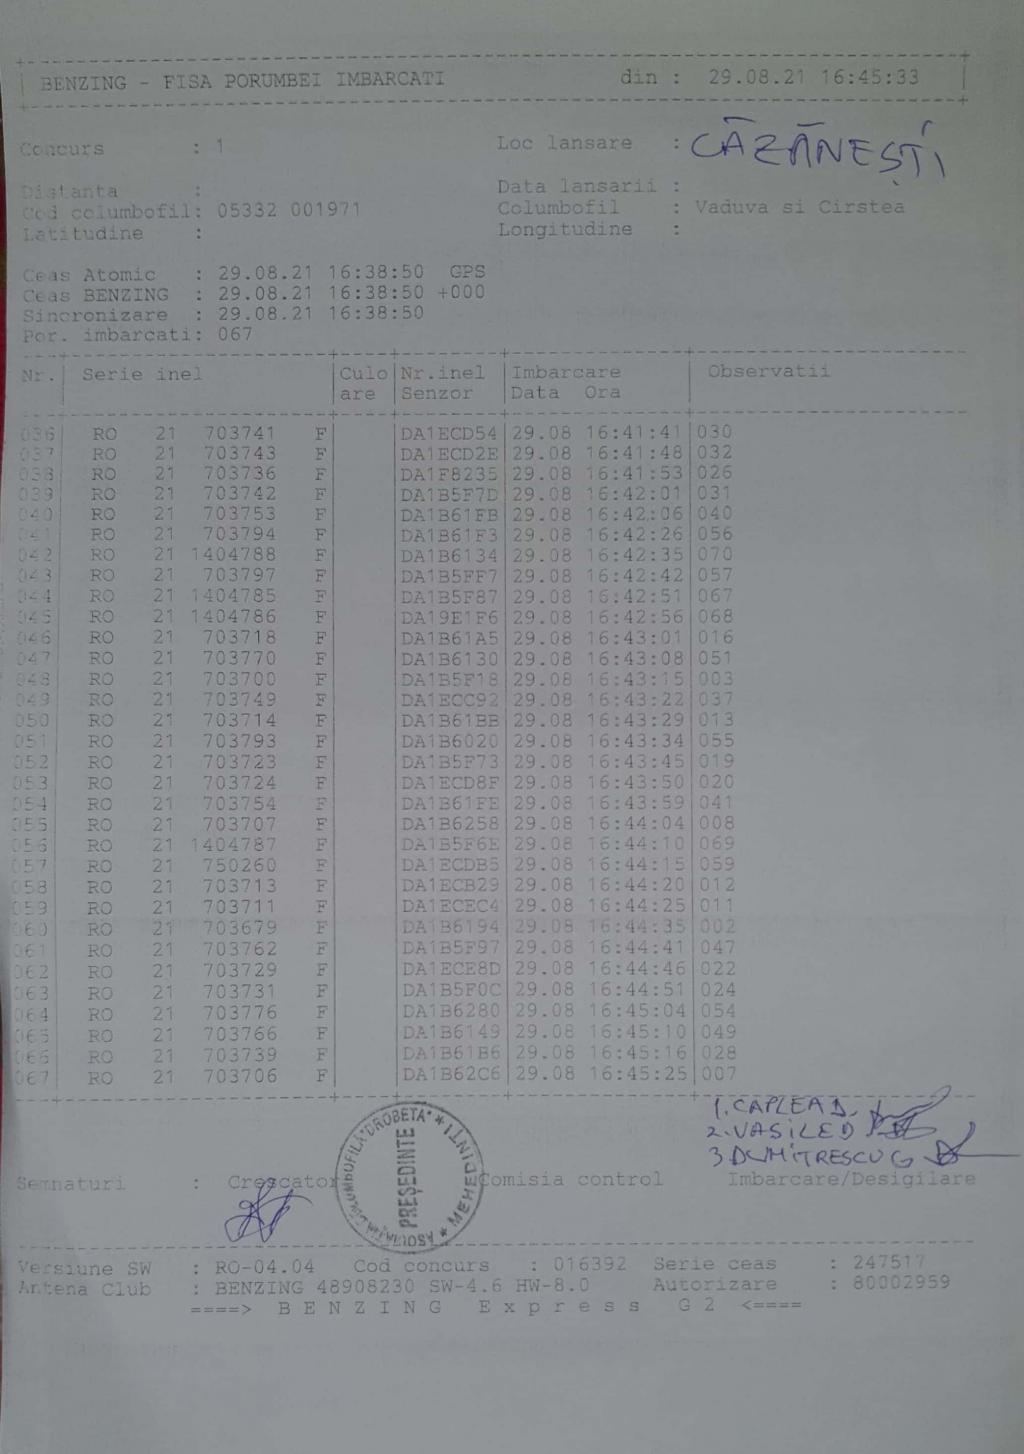 BENZING - FISA PORUMBEI IMBARCATI din : 29.08.21 16:45:33
Concurs : 1 Loc lansare : CĂZĂNEȘTI
Distanta : Data lansarii :
Cod columbofil: 05332 001971 Columbofil : Vaduva si Cirstea
Latitudine : Longitudine :
Ceas Atomic : 29.08.21 16:38:50 GPS
Ceas BENZING : 29.08.21 16:38:50 +000
Sincronizare : 29.08.21 16:38:50
Por. imbarcati: 067
Nr. Serie inel Culo Nr.inel Imbarcare Observatii
are Senzor Data Ora
036 RO 21 703741 F DA1ECD54 29.08 16:41:41 030
037 RO 21 703743 F DA1ECD2E 29.08 16:41:48 032
038 RO 21 703736 F DA1F8235 29.08 16:41:53 026
039 RO 21 703742 F DA1B5F7D 29.08 16:42:01 031
040 RO 21 703753 F DA1B61FB 29.08 16:42:06 040
041 RO 21 703794 F DA1B61F3 29.08 16:42:26 056
042 RO 21 1404788 F DA1B6134 29.08 16:42:35 070
043 RO 21 703797 F DA1B5FF7 29.08 16:42:42 057
044 RO 21 1404785 F DA1B5F87 29.08 16:42:51 067
045 RO 21 1404786 F DA19E1F6 29.08 16:42:56 068
046 RO 21 703718 F DA1B61A5 29.08 16:43:01 016
047 RO 21 703770 F DA1B6130 29.08 16:43:08 051
048 RO 21 703700 F DA1B5F18 29.08 16:43:15 003
049 RO 21 703749 F DA1ECC92 29.08 16:43:22 037
050 RO 21 703714 F DA1B61BB 29.08 16:43:29 013
051 RO 21 703793 F DA1B6020 29.08 16:43:34 055
052 RO 21 703723 F DA1B5F73 29.08 16:43:45 019
053 RO 21 703724 F DA1ECD8F 29.08 16:43:50 020
054 RO 21 703754 F DA1B61FE 29.08 16:43:59 041
055 RO 21 703707 F DA1B6258 29.08 16:44:04 008
056 RO 21 1404787 F DA1B5F6E 29.08 16:44:10 069
057 RO 21 750260 F DA1ECDB5 29.08 16:44:15 059
058 RO 21 703713 F DA1ECB29 29.08 16:44:20 012
059 RO 21 703711 F DA1ECEC4 29.08 16:44:25 011
060 RO 21 703679 F DA1B6194 29.08 16:44:35 002
061 RO 21 703762 F DA1B5F97 29.08 16:44:41 047
062 RO 21 703729 F DA1ECE8D 29.08 16:44:46 022
063 RO 21 703731 F DA1B5F0C 29.08 16:44:51 024
064 RO 21 703776 F DA1B6280 29.08 16:45:04 054
065 RO 21 703766 F DA1B6149 29.08 16:45:10 049
066 RO 21 703739 F DA1B61B6 29.08 16:45:16 028
067 RO 21 703706 F DA1B62C6 29.08 16:45:25 007
1. CAPLEA D.
2. VASILE D
3 DUMITRESCU G
ASOCIAȚIA COLUMBOFILĂ "DROBETA" * MEHEDINȚI *
PREȘEDINTE
Semnaturi : Crescator Comisia control Imbarcare/Desigilare
Versiune SW : RO-04.04 Cod concurs : 016392 Serie ceas : 247517
Antena Club : BENZING 48908230 SW-4.6 HW-8.0 Autorizare : 80002959
====> B E N Z I N G E x p r e s s G 2 <====